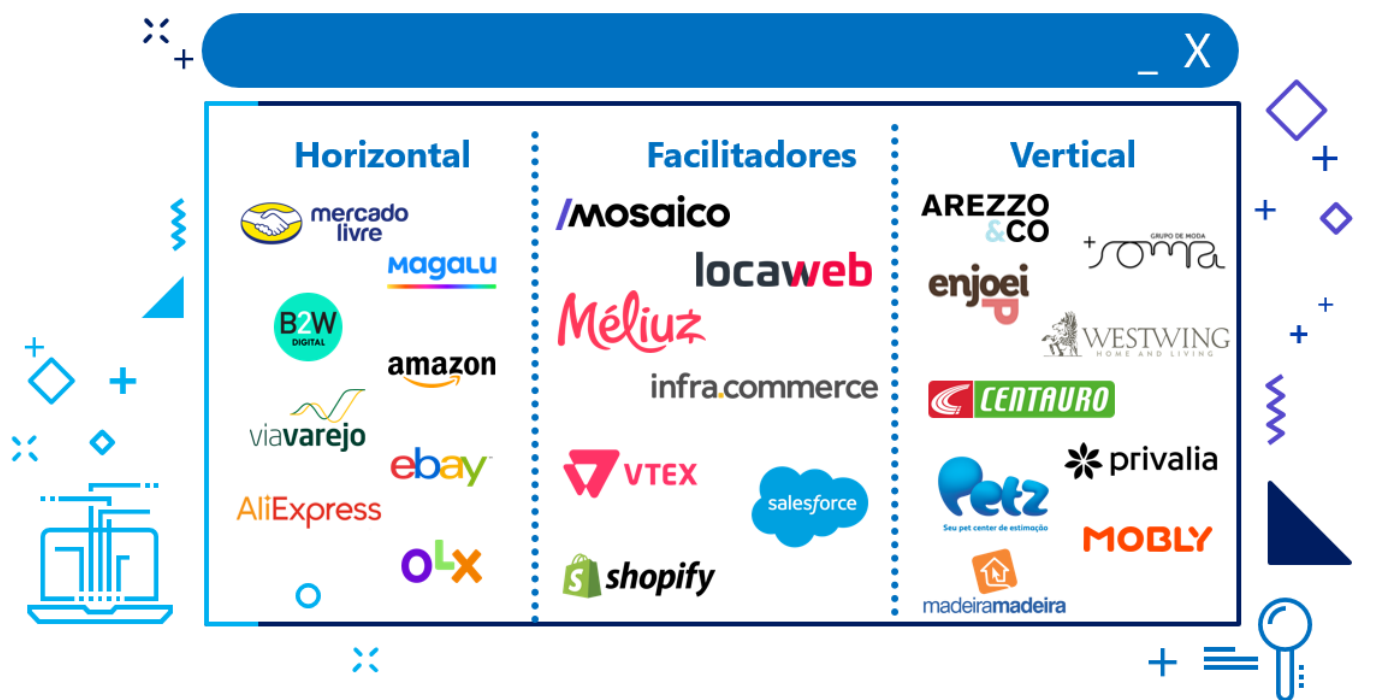 _ X
Horizontal
mercado
livre
magalu
B2W
DIGITAL
amazon
viavarejo
ebay
AliExpress
OLX
Facilitadores
/mosaico
locaweb
Méliuz
infra.commerce
VTEX
salesforce
shopify
Vertical
AREZZO
&CO
GRUPO DE MODA
+soma
enjoei
WESTWING
HOME AND LIVING
CENTAURO
privalia
Petz
Seu pet center de estimação
MOBLY
madeiramadeira